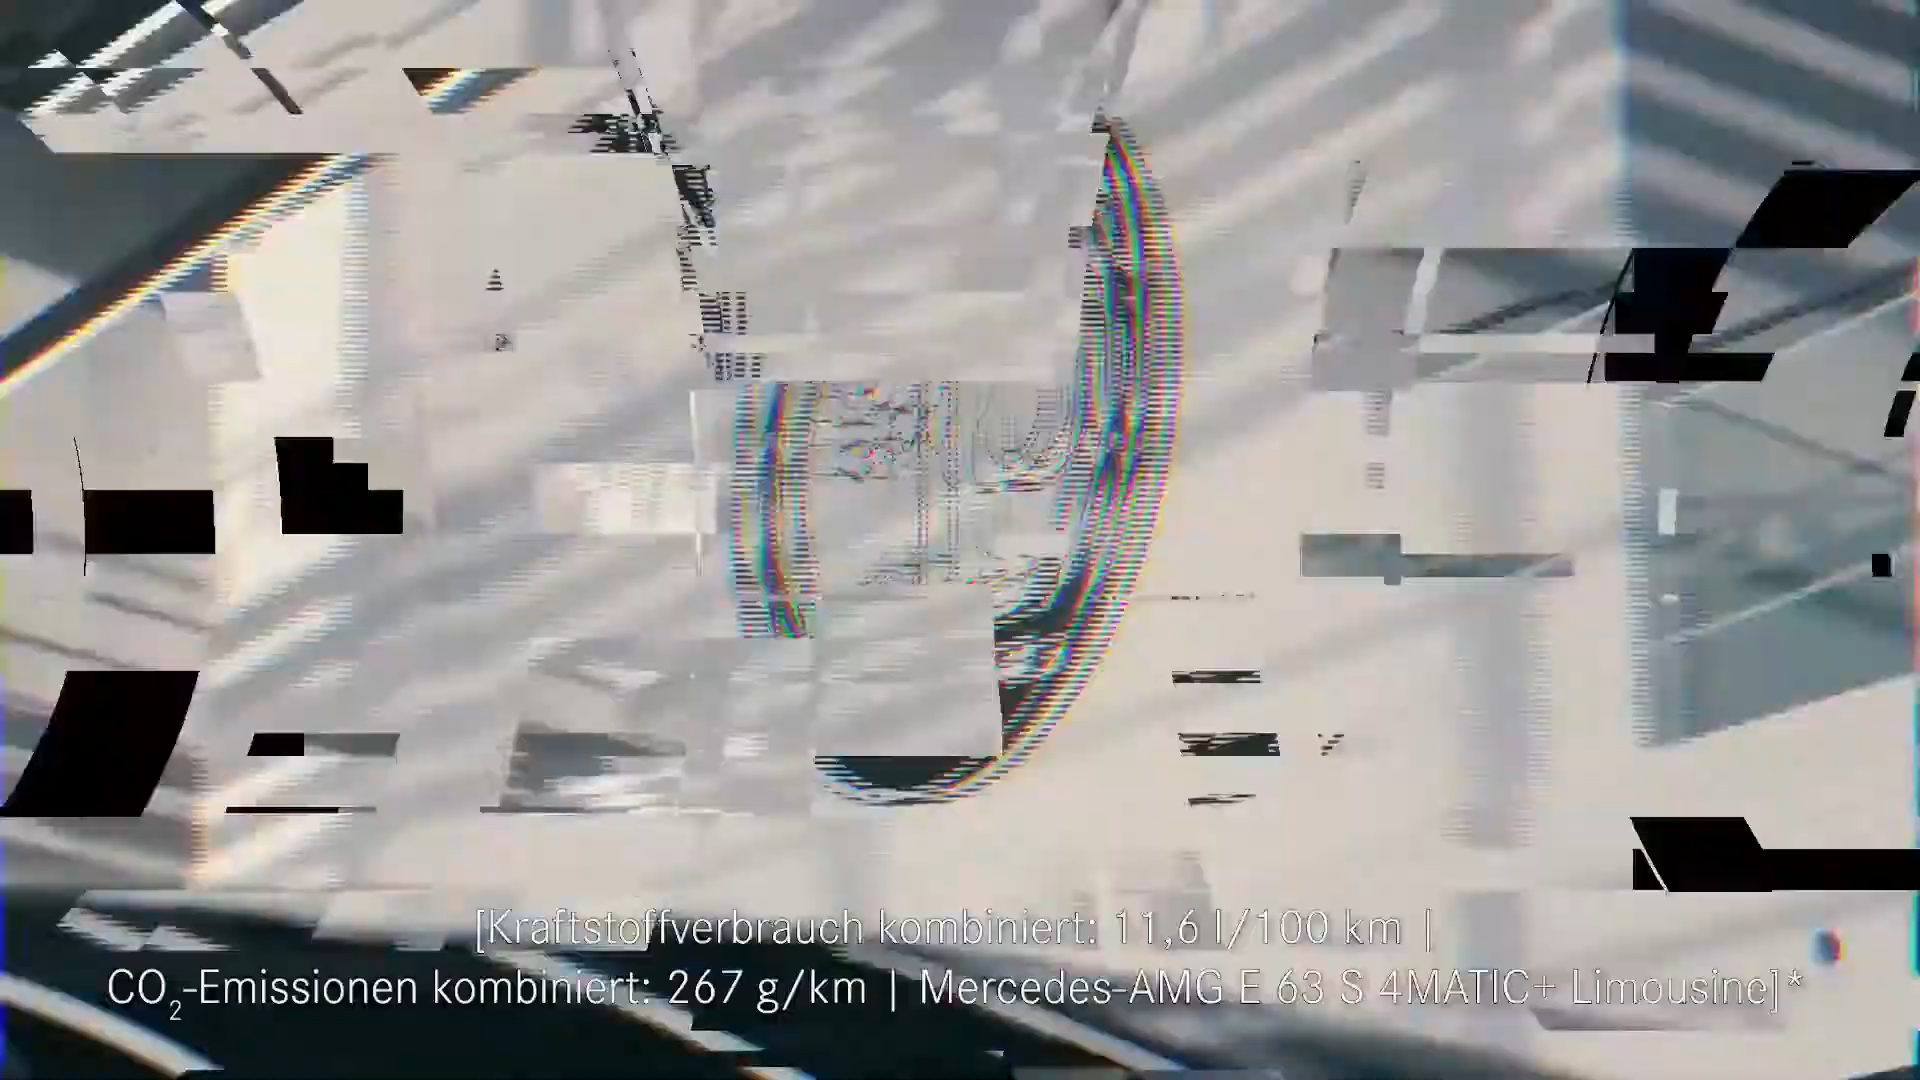 [Kraftstoffverbrauch kombiniert: 11,6 l/100 km |
CO₂-Emissionen kombiniert: 267 g/km | Mercedes-AMG E 63 S 4MATIC+ Limousine]*